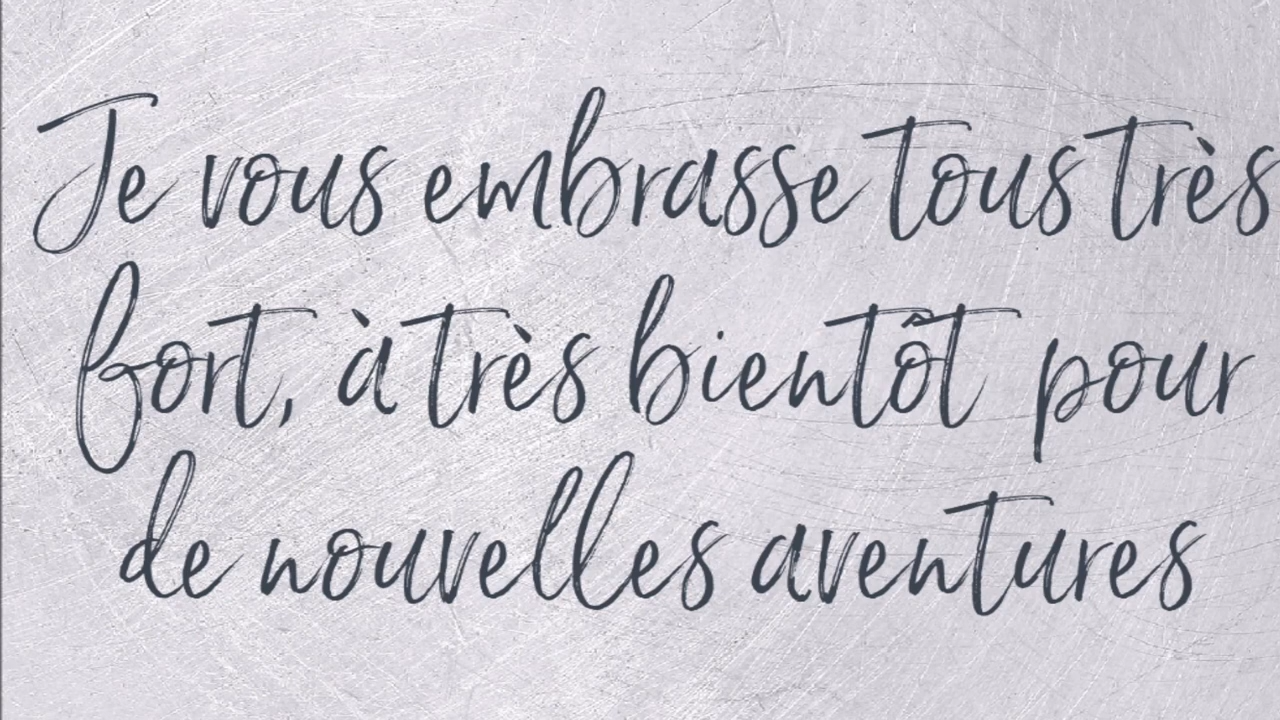 Je vous embrasse tous très
fort, à très bientôt pour
de nouvelles aventures